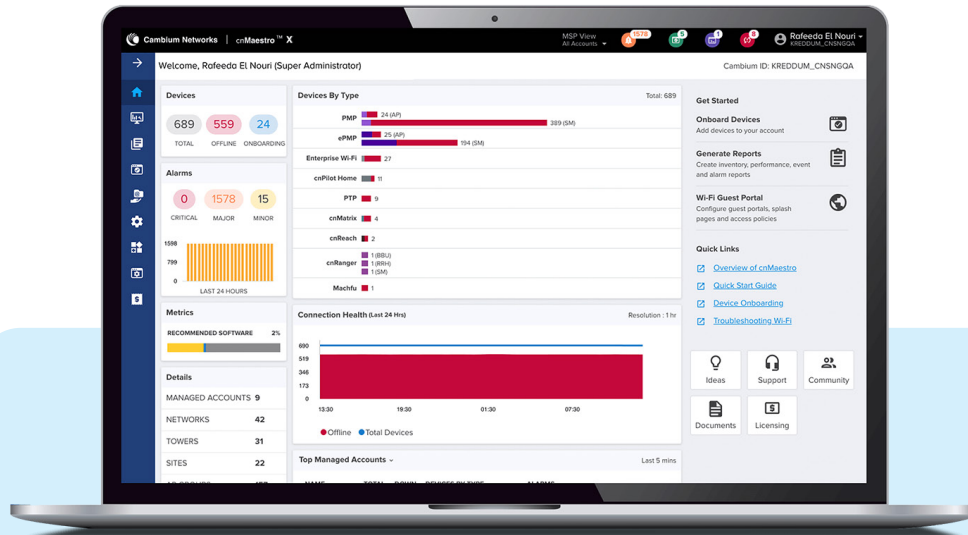 Cambium Networks | cnMaestro™ X
MSP View
All Accounts
1578
5
1
8
Rafeeda El Nouri
KREDDUM_CNSNGQA
Welcome, Rafeeda El Nouri (Super Administrator)
Cambium ID: KREDDUM_CNSNGQA
Devices
689 559 24
TOTAL OFFLINE ONBOARDING
Alarms
0 1578 15
CRITICAL MAJOR MINOR
1598
799
0
LAST 24 HOURS
Metrics
RECOMMENDED SOFTWARE 2%
Details
MANAGED ACCOUNTS 9
NETWORKS 42
TOWERS 31
SITES 22
Devices By Type Total: 689
PMP 24 (AP)
389 (SM)
ePMP 25 (AP)
194 (SM)
Enterprise Wi-Fi 27
cnPilot Home 11
PTP 9
cnMatrix 4
cnReach 2
cnRanger 1 (BBU)
1 (RRH)
1 (SM)
Machfu 1
Connection Health (Last 24 Hrs) Resolution : 1 hr
690
519
346
173
0
13:30 19:30 01:30 07:30
Offline Total Devices
Top Managed Accounts Last 5 mins
NAME TOTAL DOWN DEVICES BY TYPE ALARMS
Get Started
Onboard Devices
Add devices to your account
Generate Reports
Create inventory, performance, event
and alarm reports
Wi-Fi Guest Portal
Configure guest portals, splash
pages and access policies
Quick Links
Overview of cnMaestro
Quick Start Guide
Device Onboarding
Troubleshooting Wi-Fi
Ideas Support Community
Documents Licensing